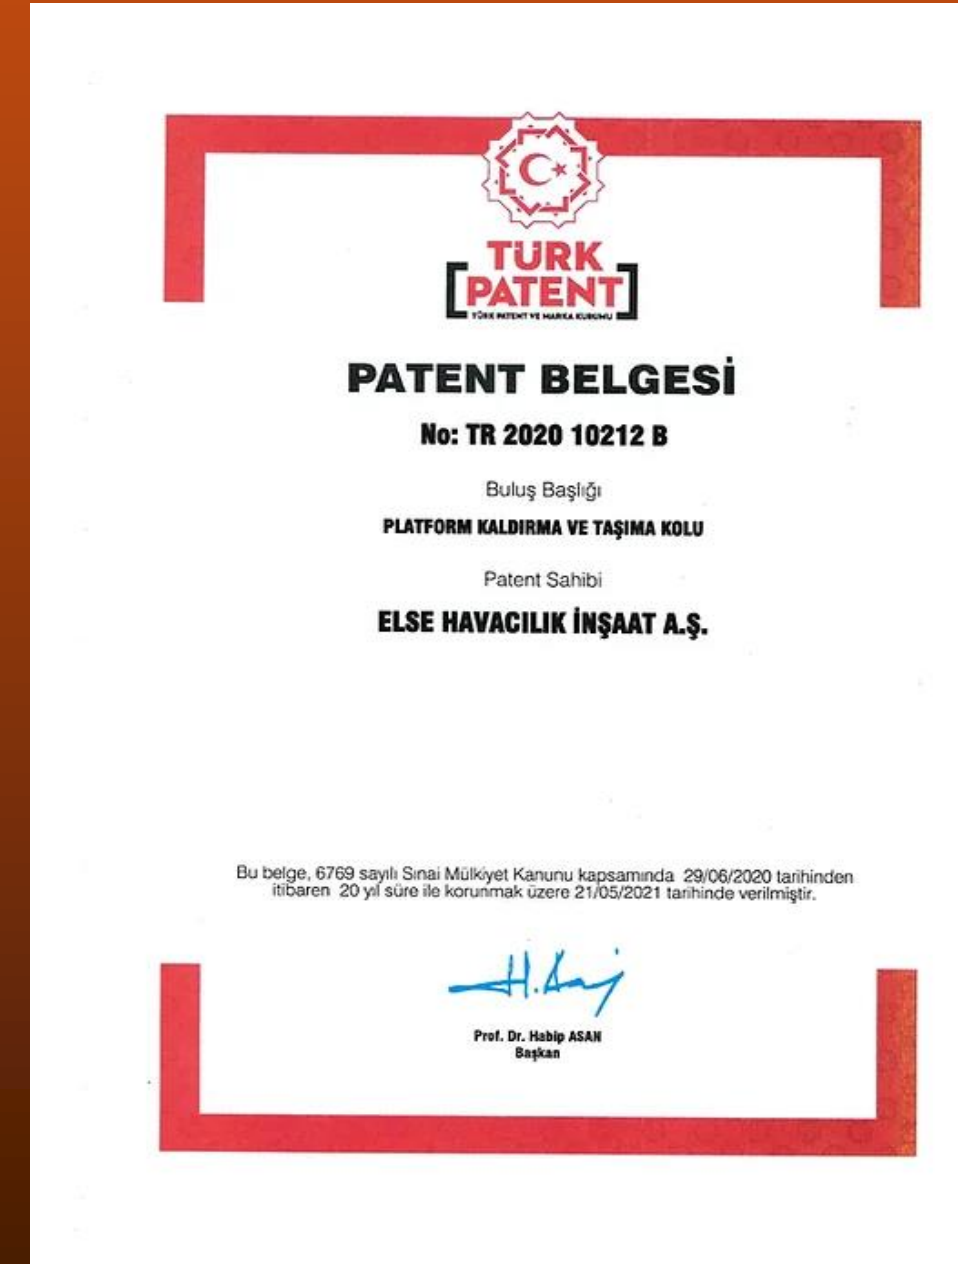 TÜRK
PATENT
TÜRK PATENT VE MARKA KURUMU
PATENT BELGESİ
No: TR 2020 10212 B
Buluş Başlığı
PLATFORM KALDIRMA VE TAŞIMA KOLU
Patent Sahibi
ELSE HAVACILIK İNŞAAT A.Ş.
Bu belge, 6769 sayılı Sınai Mülkiyet Kanunu kapsamında 29/06/2020 tarihinden
itibaren 20 yıl süre ile korunmak üzere 21/05/2021 tarihinde verilmiştir.
Prof. Dr. Habip ASAN
Başkan